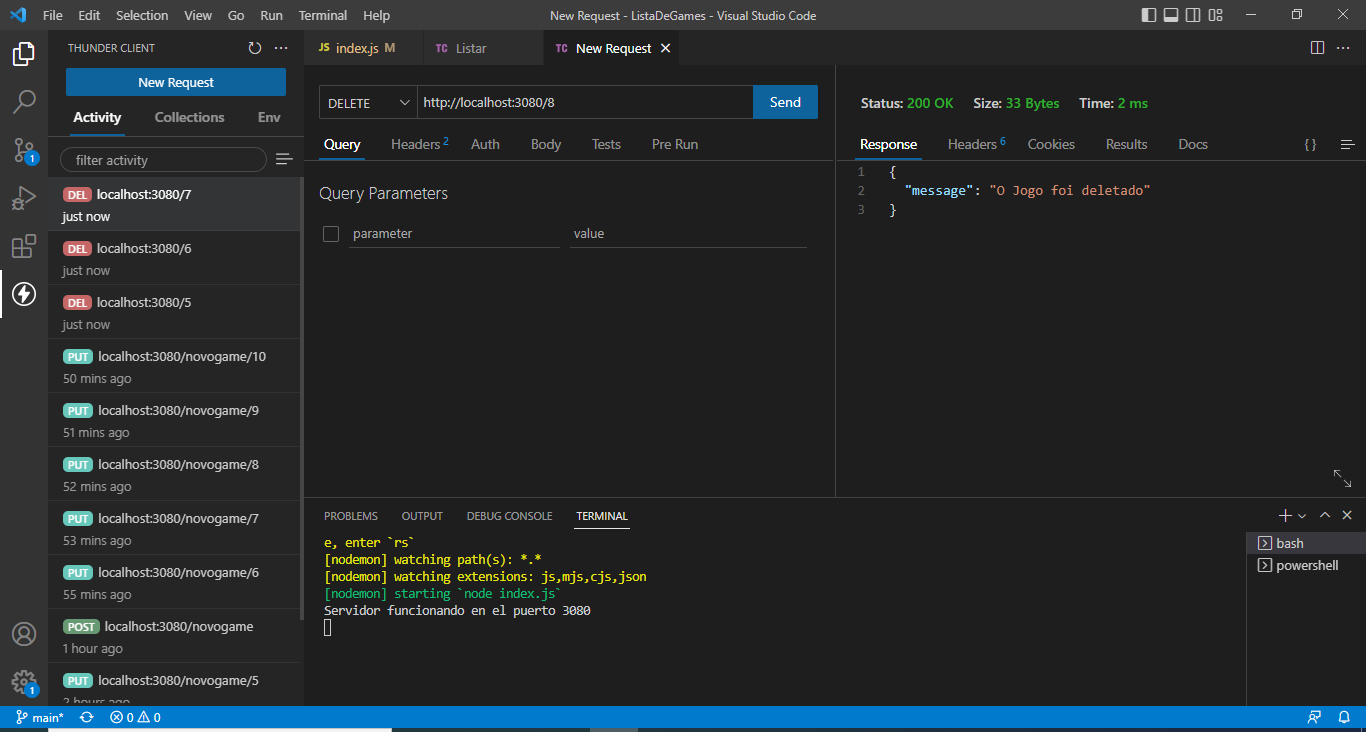 File Edit Selection View Go Run Terminal Help
New Request - ListaDeGames - Visual Studio Code
THUNDER CLIENT
New Request
Activity Collections Env
filter activity
DEL localhost:3080/7
just now
DEL localhost:3080/6
just now
DEL localhost:3080/5
just now
PUT localhost:3080/novogame/10
50 mins ago
PUT localhost:3080/novogame/9
51 mins ago
PUT localhost:3080/novogame/8
52 mins ago
PUT localhost:3080/novogame/7
53 mins ago
PUT localhost:3080/novogame/6
55 mins ago
POST localhost:3080/novogame
1 hour ago
PUT localhost:3080/novogame/5
2 hours ago
JS index.js M
TC Listar
TC New Request
DELETE http://localhost:3080/8 Send
Query Headers 2 Auth Body Tests Pre Run
Query Parameters
parameter value
Status: 200 OK Size: 33 Bytes Time: 2 ms
Response Headers 6 Cookies Results Docs { }
1 {
2 "message": "O Jogo foi deletado"
3 }
PROBLEMS OUTPUT DEBUG CONSOLE TERMINAL
e, enter `rs`
[nodemon] watching path(s): *.*
[nodemon] watching extensions: js,mjs,cjs,json
[nodemon] starting `node index.js`
Servidor funcionando en el puerto 3080
bash
powershell
1
1
main* 0 0